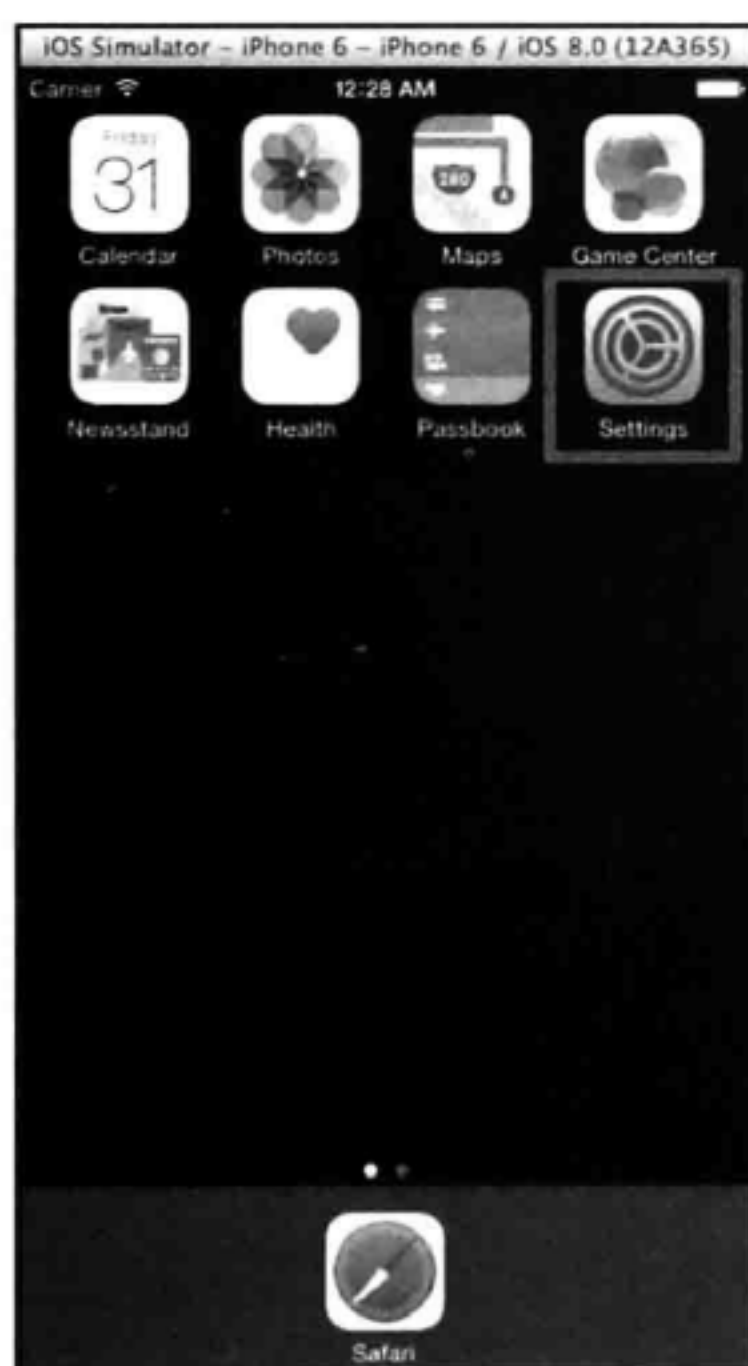 iOS Simulator – iPhone 6 – iPhone 6 / iOS 8.0 (12A365)
Carrier 12:28 AM
Friday
31
280
Calendar Photos Maps Game Center
Newsstand Health Passbook Settings
Safari